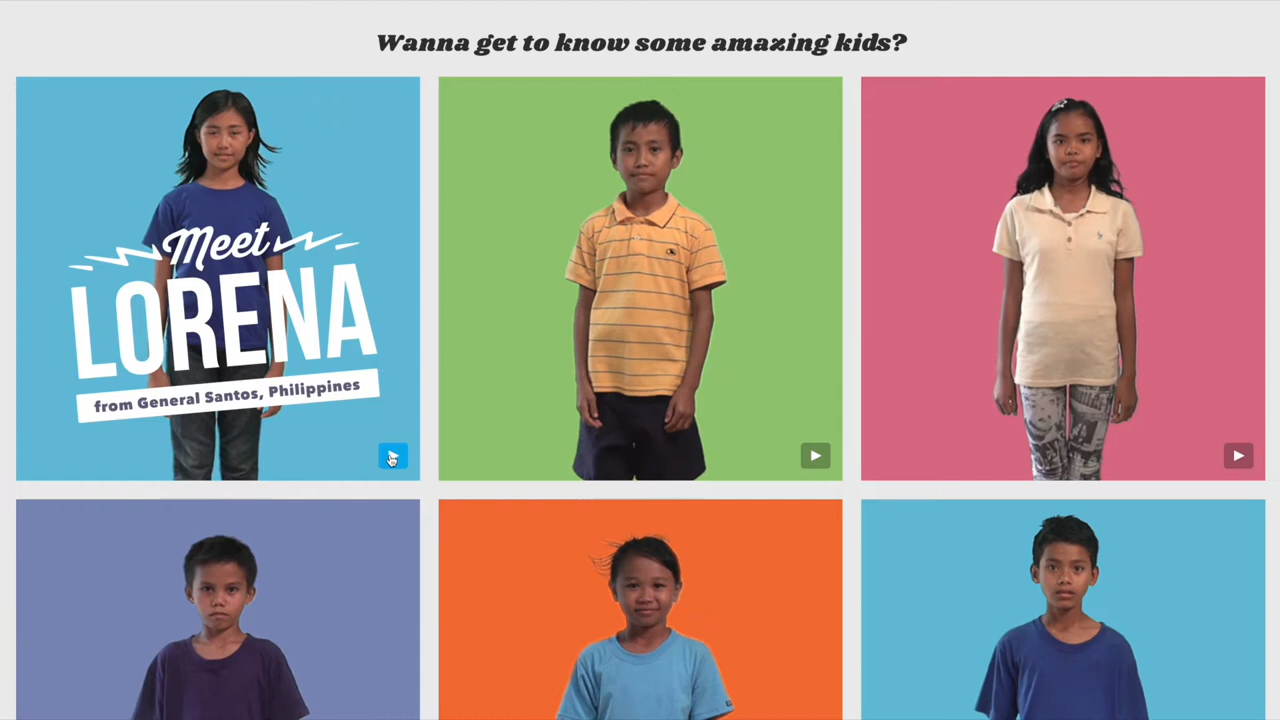 Wanna get to know some amazing kids?
Meet
LORENA
from General Santos, Philippines